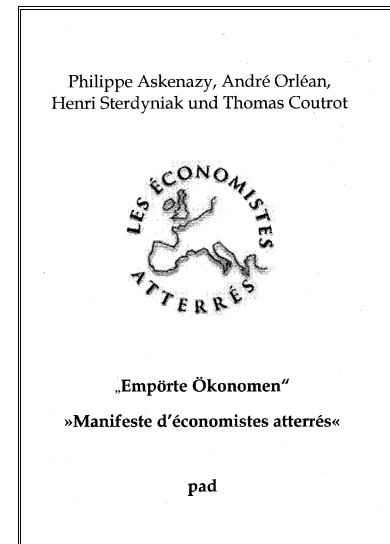 Philippe Askenazy, André Orléan,
Henri Sterdyniak und Thomas Coutrot
LES ÉCONOMISTES
ATTERRÉS
„Empörte Ökonomen“
»Manifeste d’économistes atterrés«
pad